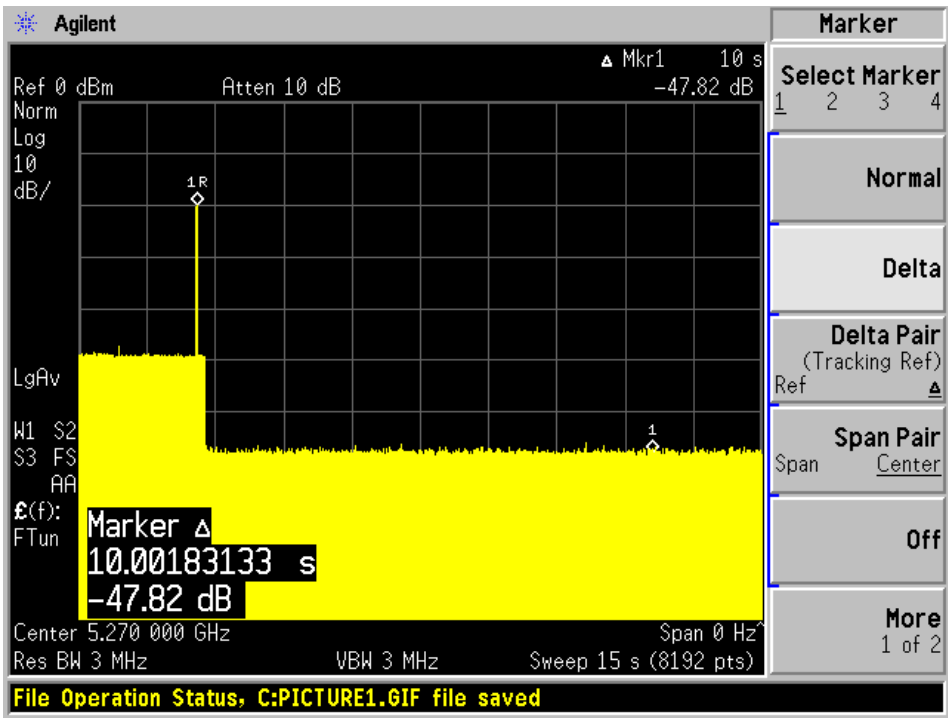 Agilent
Marker
Δ Mkr1 10 s
Ref 0 dBm Atten 10 dB −47.82 dB
Norm
Log
10
dB/
1R
LgAv
1
W1 S2
S3 FS
AA
£(f):
FTun
Marker Δ
10.00183133 s
−47.82 dB
Center 5.270 000 GHz Span 0 Hz^
Res BW 3 MHz VBW 3 MHz Sweep 15 s (8192 pts)
File Operation Status, C:PICTURE1.GIF file saved
Select Marker
1 2 3 4
Normal
Delta
Delta Pair
(Tracking Ref)
Ref Δ
Span Pair
Span Center
Off
More
1 of 2